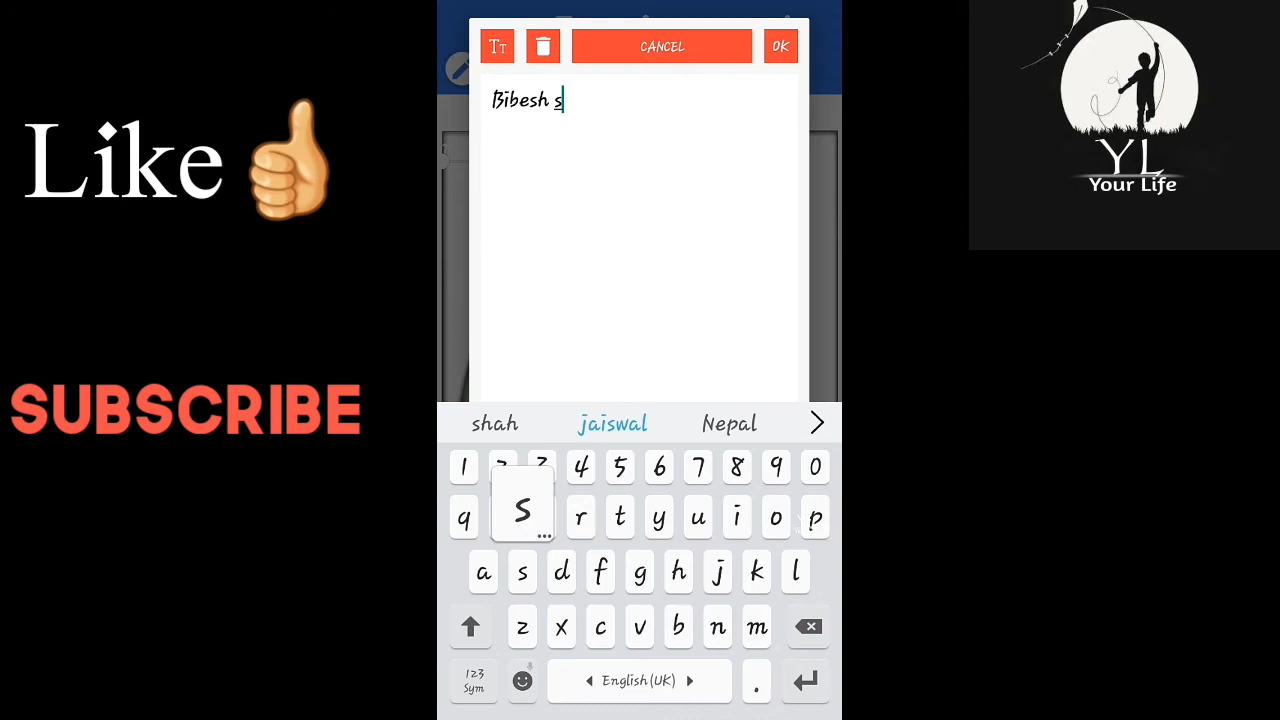 Like
SUBSCRIBE
TT
CANCEL
OK
Bibesh s
shah jaiswal Nepal
1 4 5 6 7 8 9 0
s
q r t y u i o p
a s d f g h j k l
z x c v b n m
123
Sym
English(UK)
.
YL
Your Life